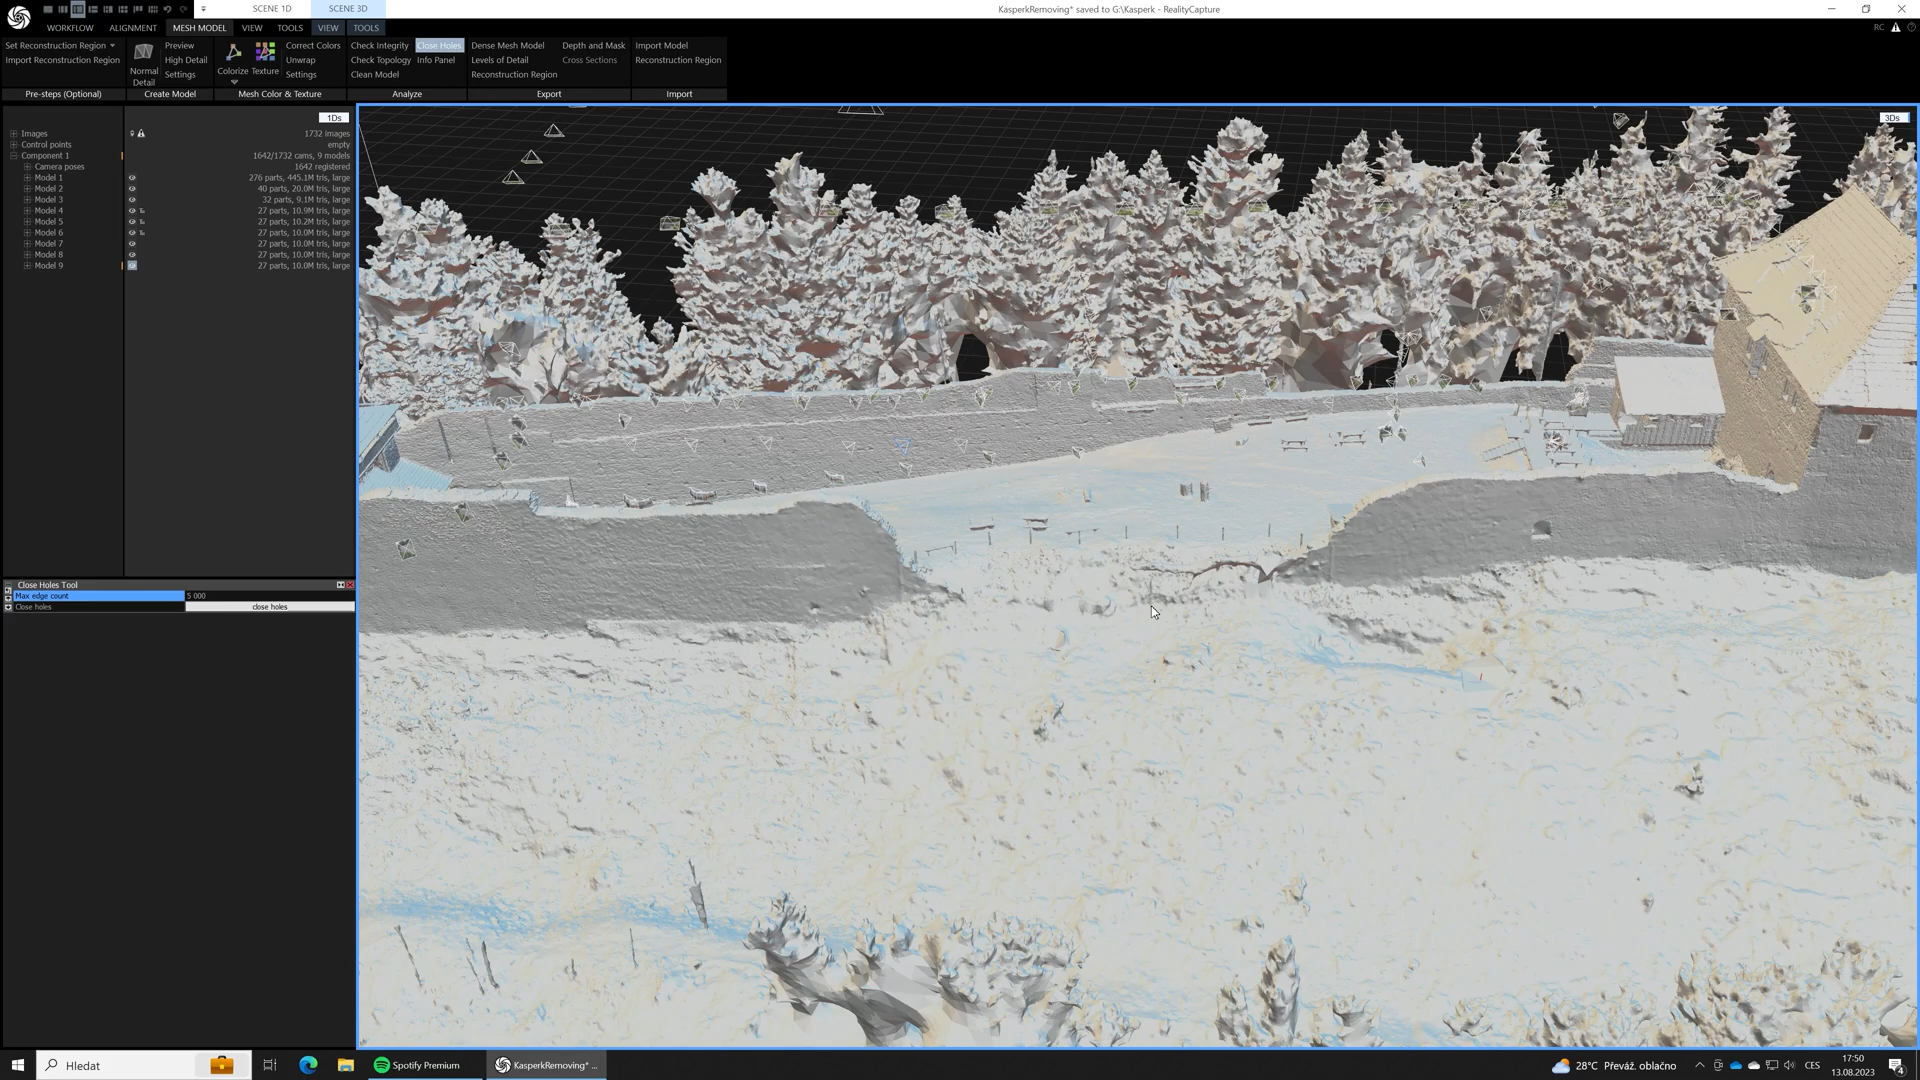 SCENE 1D
SCENE 3D
KasperkRemoving* saved to G:\Kasperk - RealityCapture
WORKFLOW
ALIGNMENT
MESH MODEL
VIEW
TOOLS
VIEW
TOOLS
RC
Set Reconstruction Region
Import Reconstruction Region
Pre-steps (Optional)
Normal
Detail
Preview
High Detail
Settings
Create Model
Colorize
Texture
Correct Colors
Unwrap
Settings
Mesh Color & Texture
Check Integrity
Check Topology
Clean Model
Close Holes
Info Panel
Analyze
Dense Mesh Model
Levels of Detail
Reconstruction Region
Depth and Mask
Cross Sections
Export
Import Model
Reconstruction Region
Import
1Ds
3Ds
Images 1732 images
Control points empty
Component 1 1642/1732 cams, 9 models
Camera poses 1642 registered
Model 1 276 parts, 445.1M tris, large
Model 2 40 parts, 20.0M tris, large
Model 3 32 parts, 9.1M tris, large
Model 4 27 parts, 10.9M tris, large
Model 5 27 parts, 10.2M tris, large
Model 6 27 parts, 10.0M tris, large
Model 7 27 parts, 10.0M tris, large
Model 8 27 parts, 10.0M tris, large
Model 9 27 parts, 10.0M tris, large
Close Holes Tool
Max edge count 5 000
Close holes close holes
Hledat
Spotify Premium
KasperkRemoving* ...
28°C Převáž. oblačno
CES
17:50
13.08.2023
4